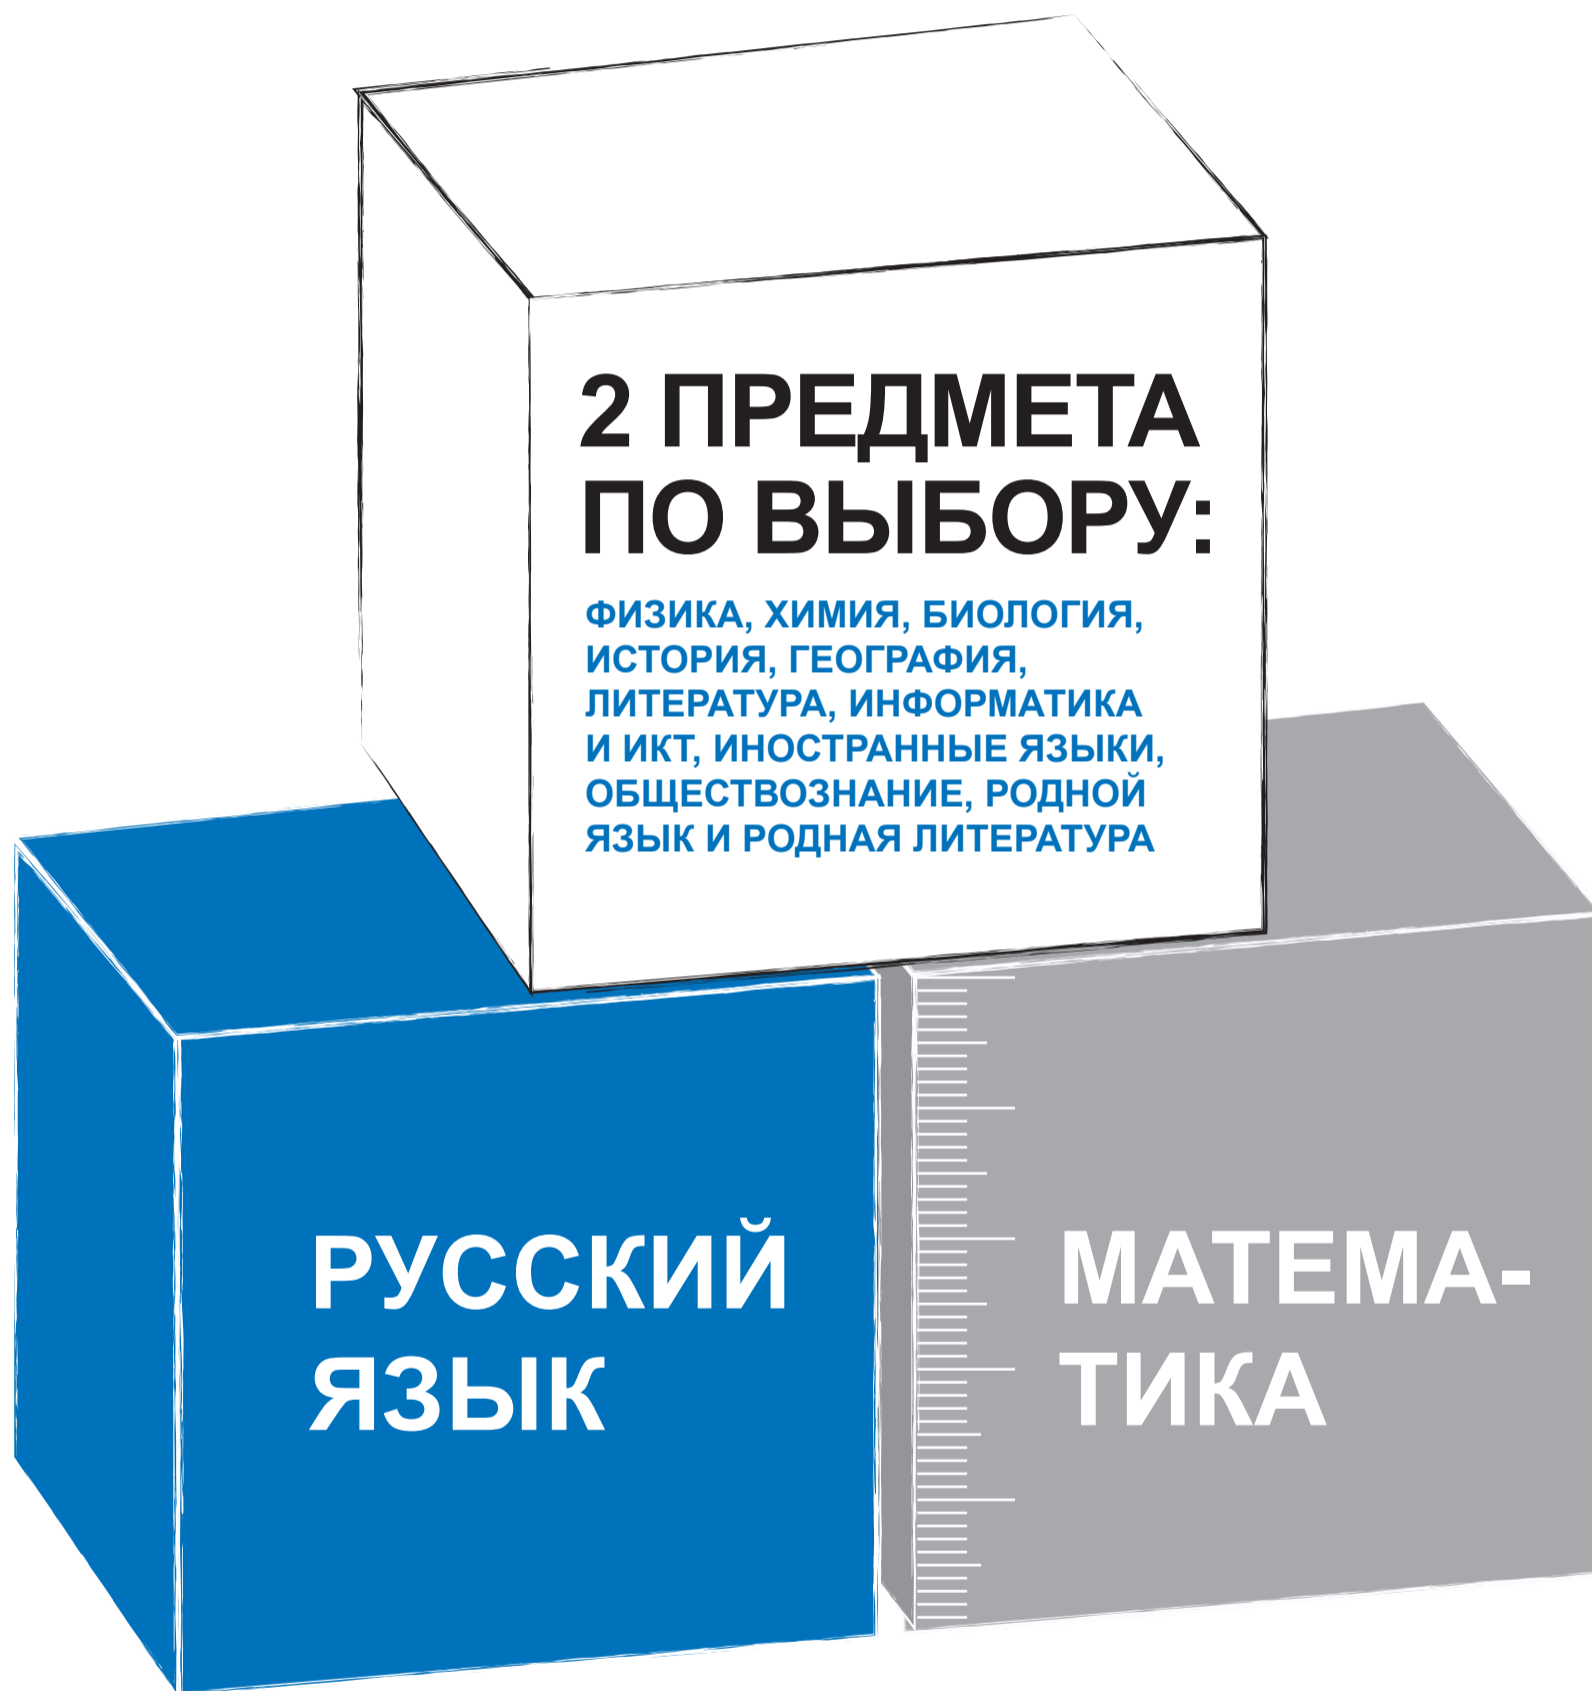 2 ПРЕДМЕТА
ПО ВЫБОРУ:
ФИЗИКА, ХИМИЯ, БИОЛОГИЯ,
ИСТОРИЯ, ГЕОГРАФИЯ,
ЛИТЕРАТУРА, ИНФОРМАТИКА
И ИКТ, ИНОСТРАННЫЕ ЯЗЫКИ,
ОБЩЕСТВОЗНАНИЕ, РОДНОЙ
ЯЗЫК И РОДНАЯ ЛИТЕРАТУРА
РУССКИЙ
ЯЗЫК
МАТЕМА-
ТИКА